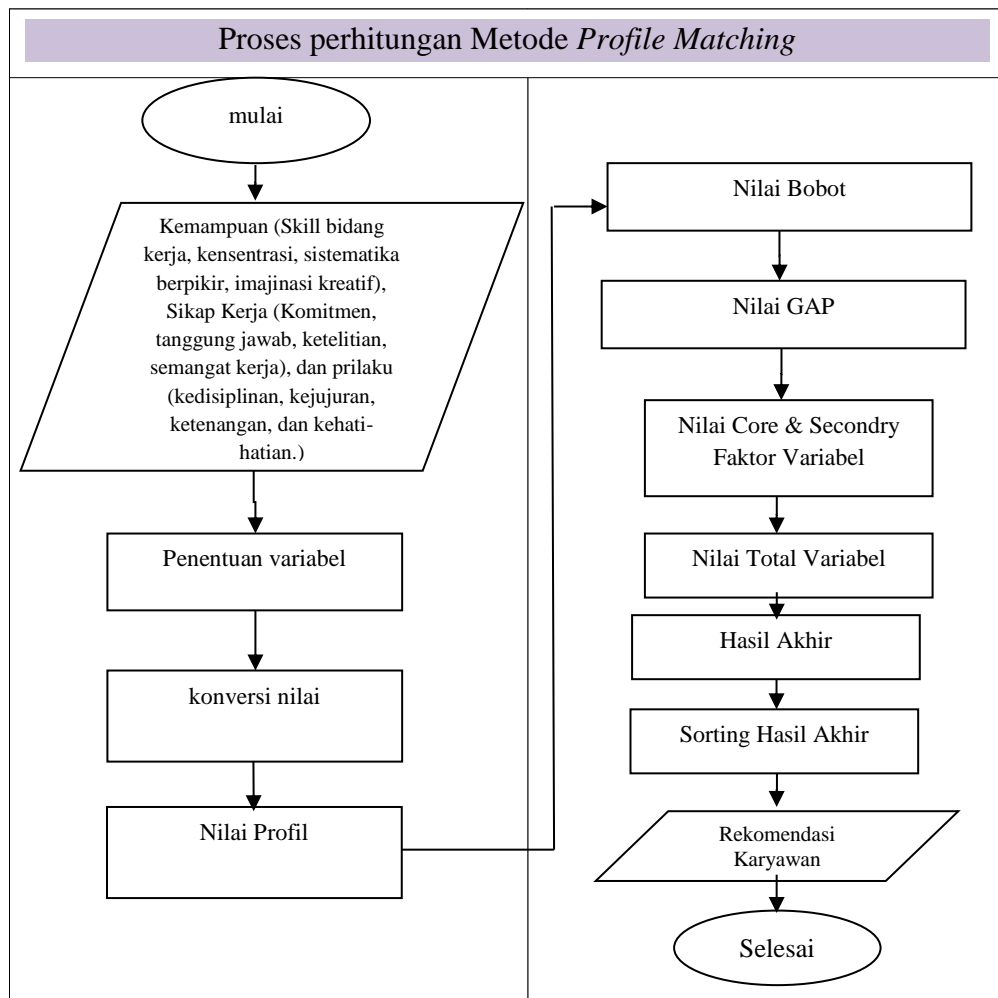 Proses perhitungan Metode Profile Matching
mulai
Kemampuan (Skill bidang
kerja, kensentrasi, sistematika
berpikir, imajinasi kreatif),
Sikap Kerja (Komitmen,
tanggung jawab, ketelitian,
semangat kerja), dan prilaku
(kedisiplinan, kejujuran,
ketenangan, dan kehati-
hatian.)
Penentuan variabel
konversi nilai
Nilai Profil
Nilai Bobot
Nilai GAP
Nilai Core & Secondry
Faktor Variabel
Nilai Total Variabel
Hasil Akhir
Sorting Hasil Akhir
Rekomendasi
Karyawan
Selesai